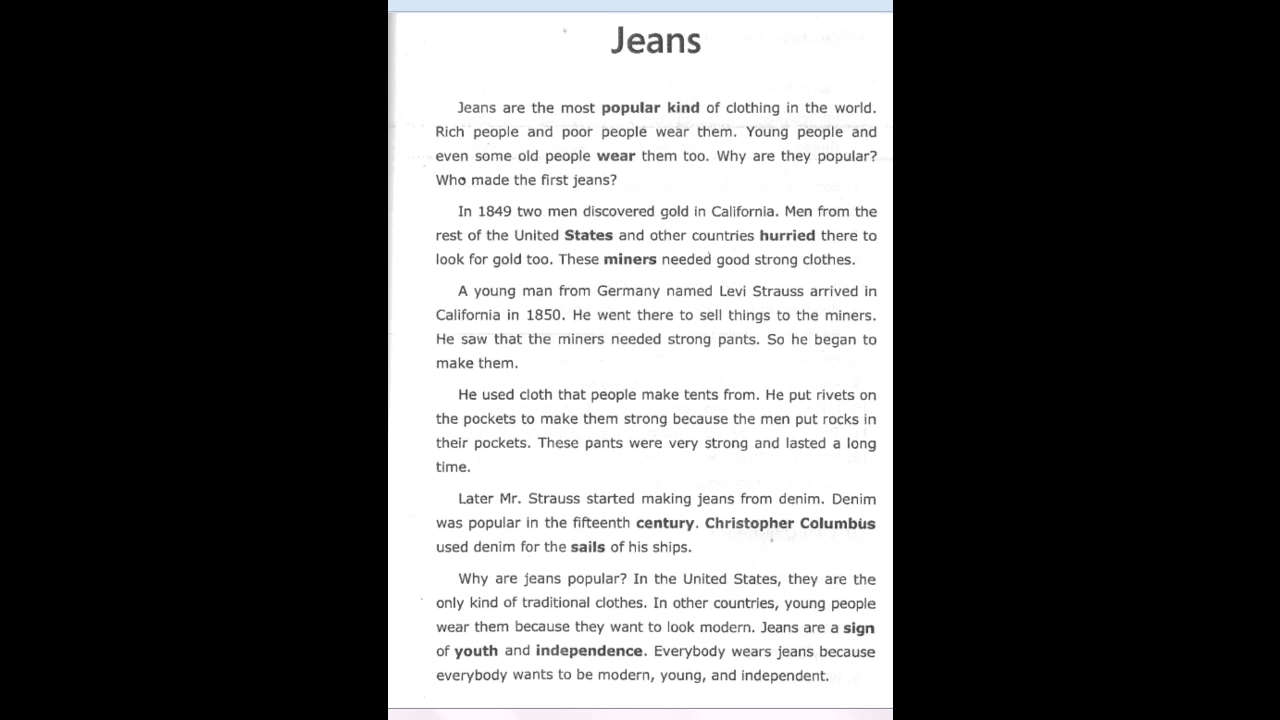 Jeans
Jeans are the most popular kind of clothing in the world.
Rich people and poor people wear them. Young people and
even some old people wear them too. Why are they popular?
Who made the first jeans?
In 1849 two men discovered gold in California. Men from the
rest of the United States and other countries hurried there to
look for gold too. These miners needed good strong clothes.
A young man from Germany named Levi Strauss arrived in
California in 1850. He went there to sell things to the miners.
He saw that the miners needed strong pants. So he began to
make them.
He used cloth that people make tents from. He put rivets on
the pockets to make them strong because the men put rocks in
their pockets. These pants were very strong and lasted a long
time.
Later Mr. Strauss started making jeans from denim. Denim
was popular in the fifteenth century. Christopher Columbus
used denim for the sails of his ships.
Why are jeans popular? In the United States, they are the
only kind of traditional clothes. In other countries, young people
wear them because they want to look modern. Jeans are a sign
of youth and independence. Everybody wears jeans because
everybody wants to be modern, young, and independent.